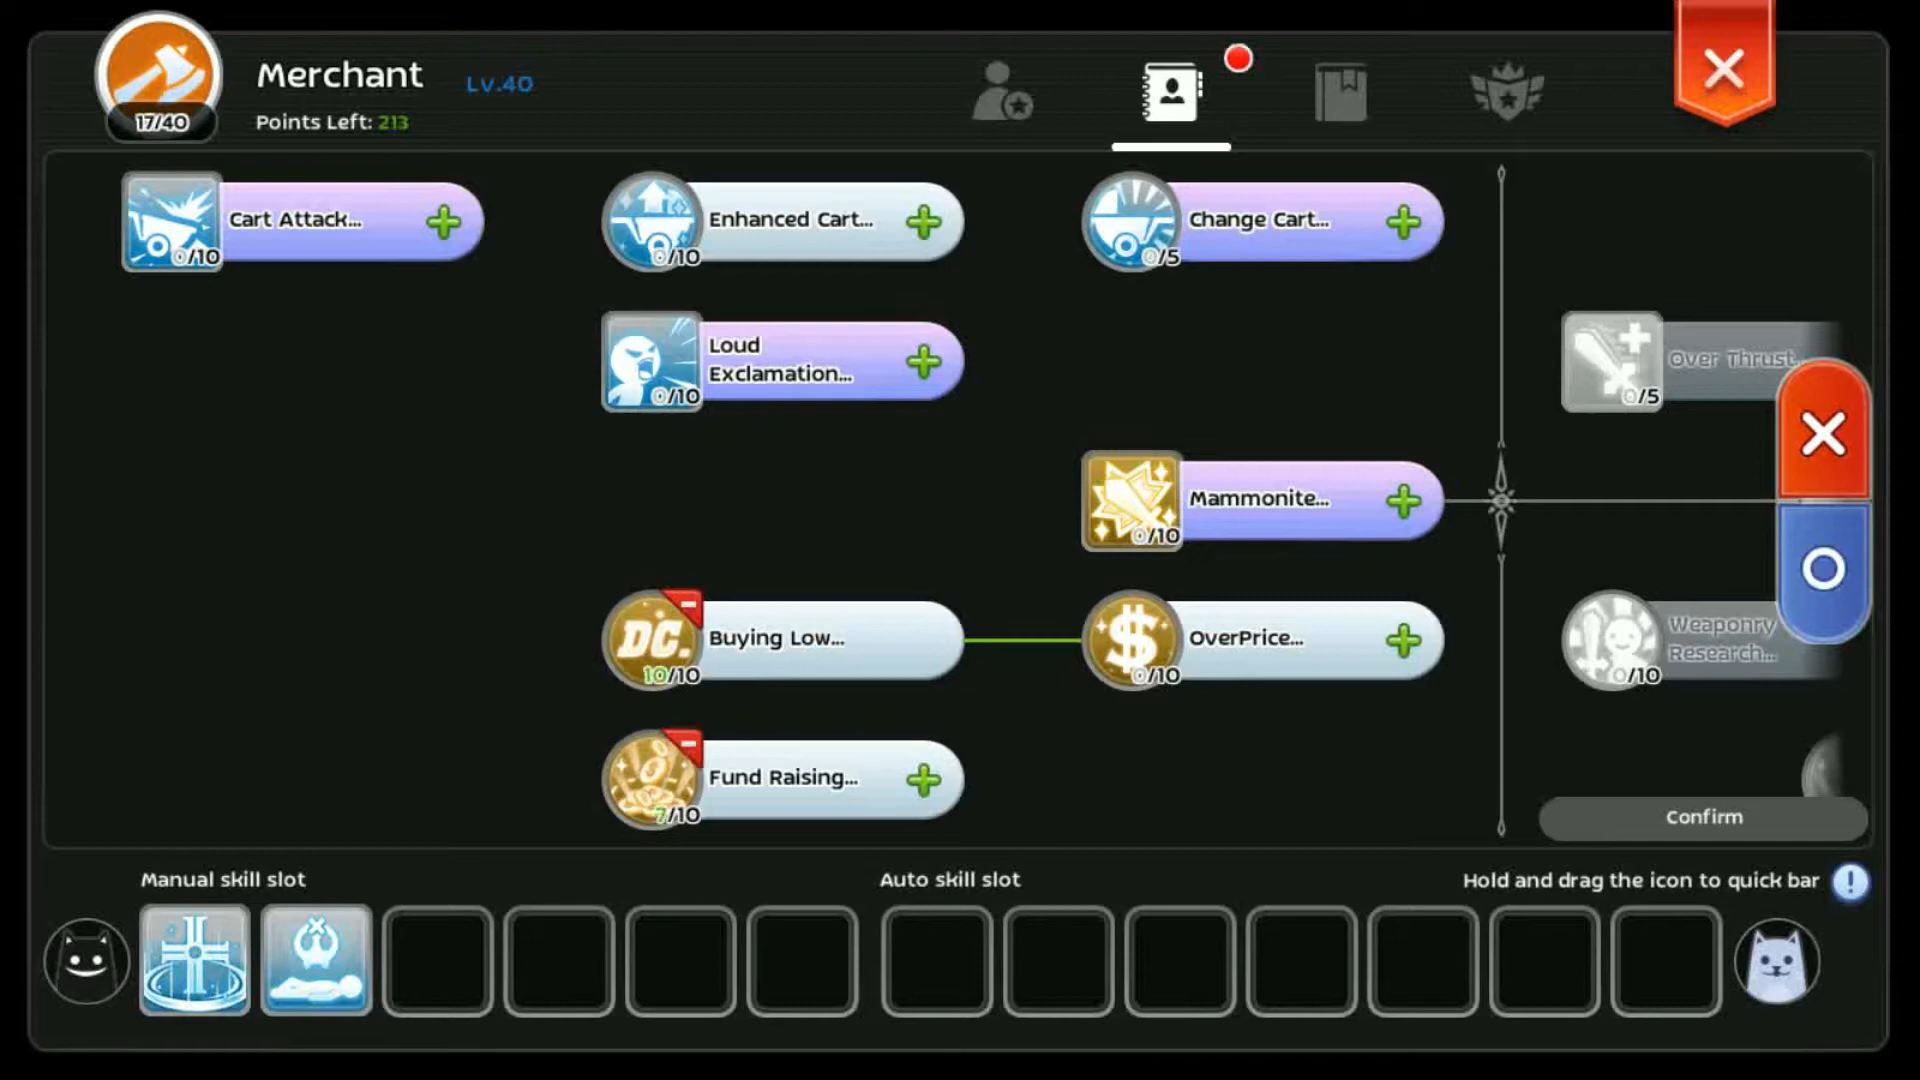 Merchant Lv.40
17/40
Points Left: 213
Cart Attack...
0/10
Enhanced Cart...
0/10
Change Cart...
0/5
Loud
Exclamation...
0/10
Over Thrust...
0/5
Mammonite...
0/10
DC.
Buying Low...
10/10
$
OverPrice...
0/10
Weaponry
Research...
0/10
Fund Raising...
7/10
Confirm
Manual skill slot
Auto skill slot
Hold and drag the icon to quick bar